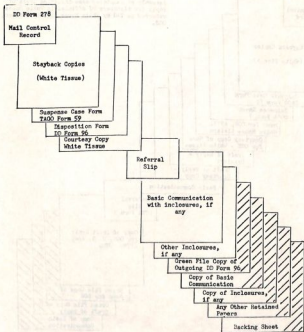 DD Form 278
Mail Control
Record
Stayback Copies
(White Tissue)
Suspense Case Form
TAGO Form 59
Disposition Form
DD Form 96
Courtesy Copy
White Tissue
Referral
Slip
Basic Communication
with inclosures, if
any
Other Inclosures,
if any
Green File Copy of
Outgoing DD Form 96
Copy of Basic
Communication
Copy of Inclosures,
if any
Any Other Retained
Papers
Backing Sheet